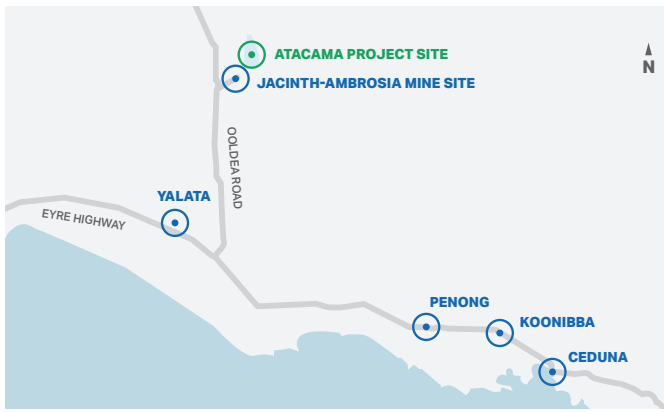 ATACAMA PROJECT SITE
N
JACINTH-AMBROSIA MINE SITE
OOLDEA ROAD
YALATA
EYRE HIGHWAY
PENONG
KOONIBBA
CEDUNA